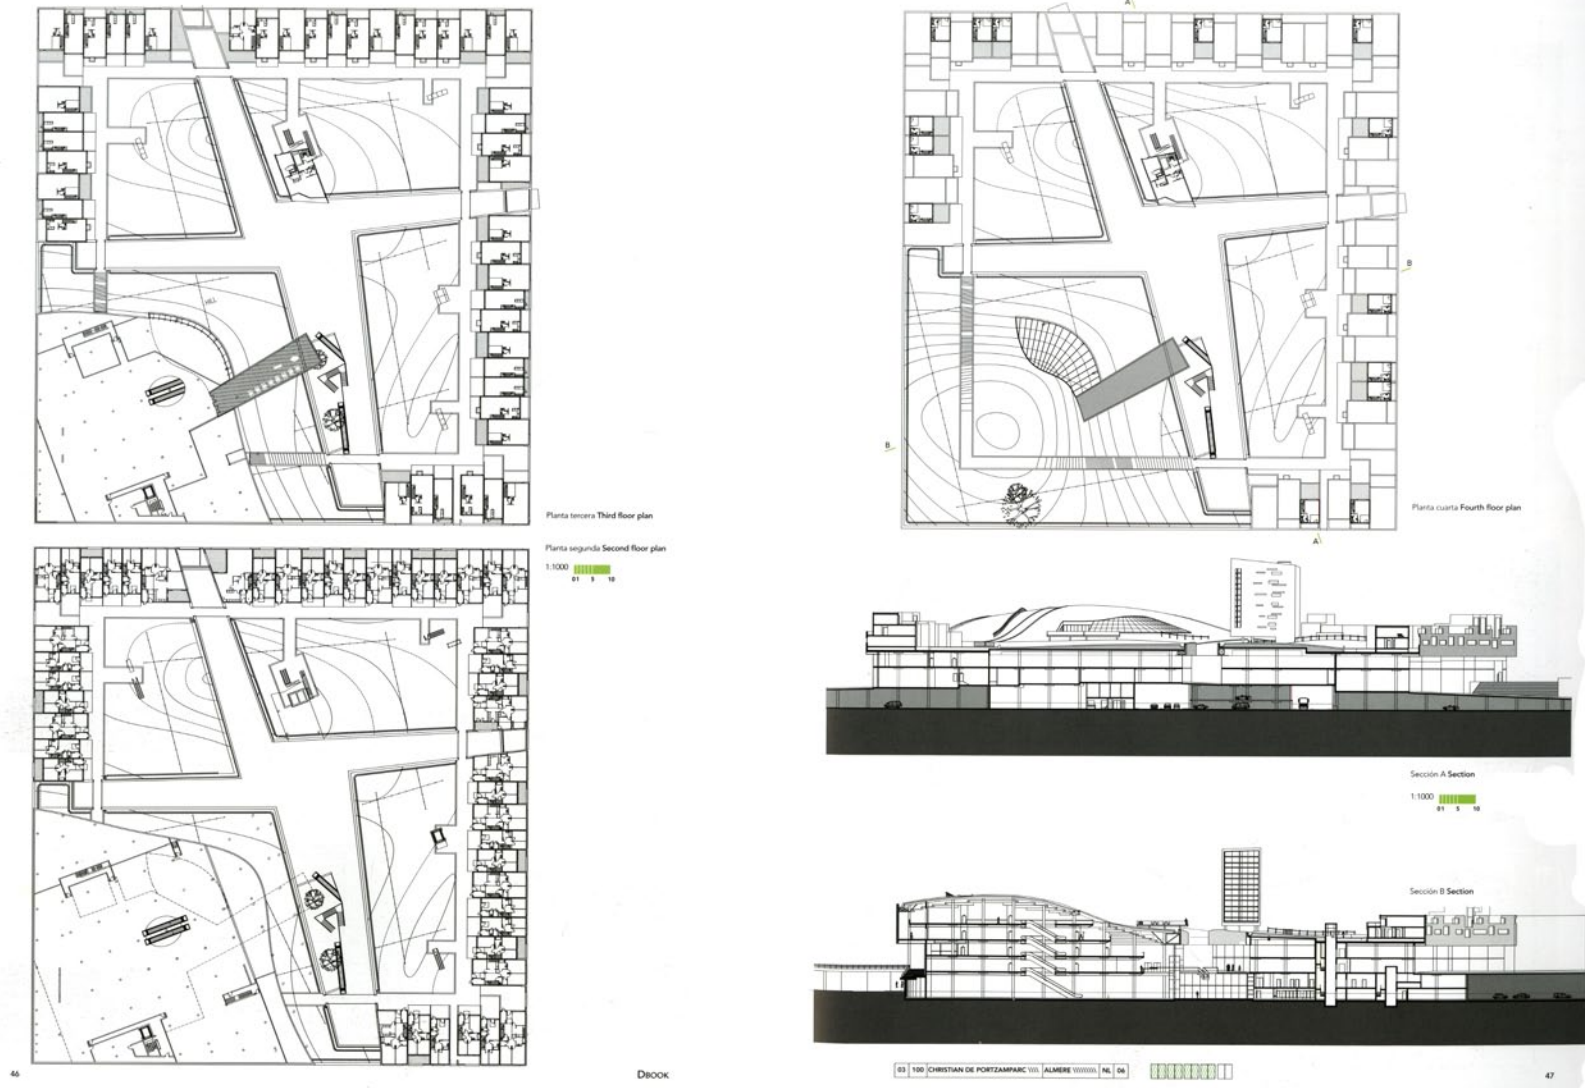 A
HILL
B
B
A
Planta tercera Third floor plan
Planta cuarta Fourth floor plan
Planta segunda Second floor plan
1:1000
01 5 10
Sección A Section
1:1000
01 5 10
Sección B Section
46
DBOOK
03 100 CHRISTIAN DE PORTZAMPARC ALMERE NL 06
47